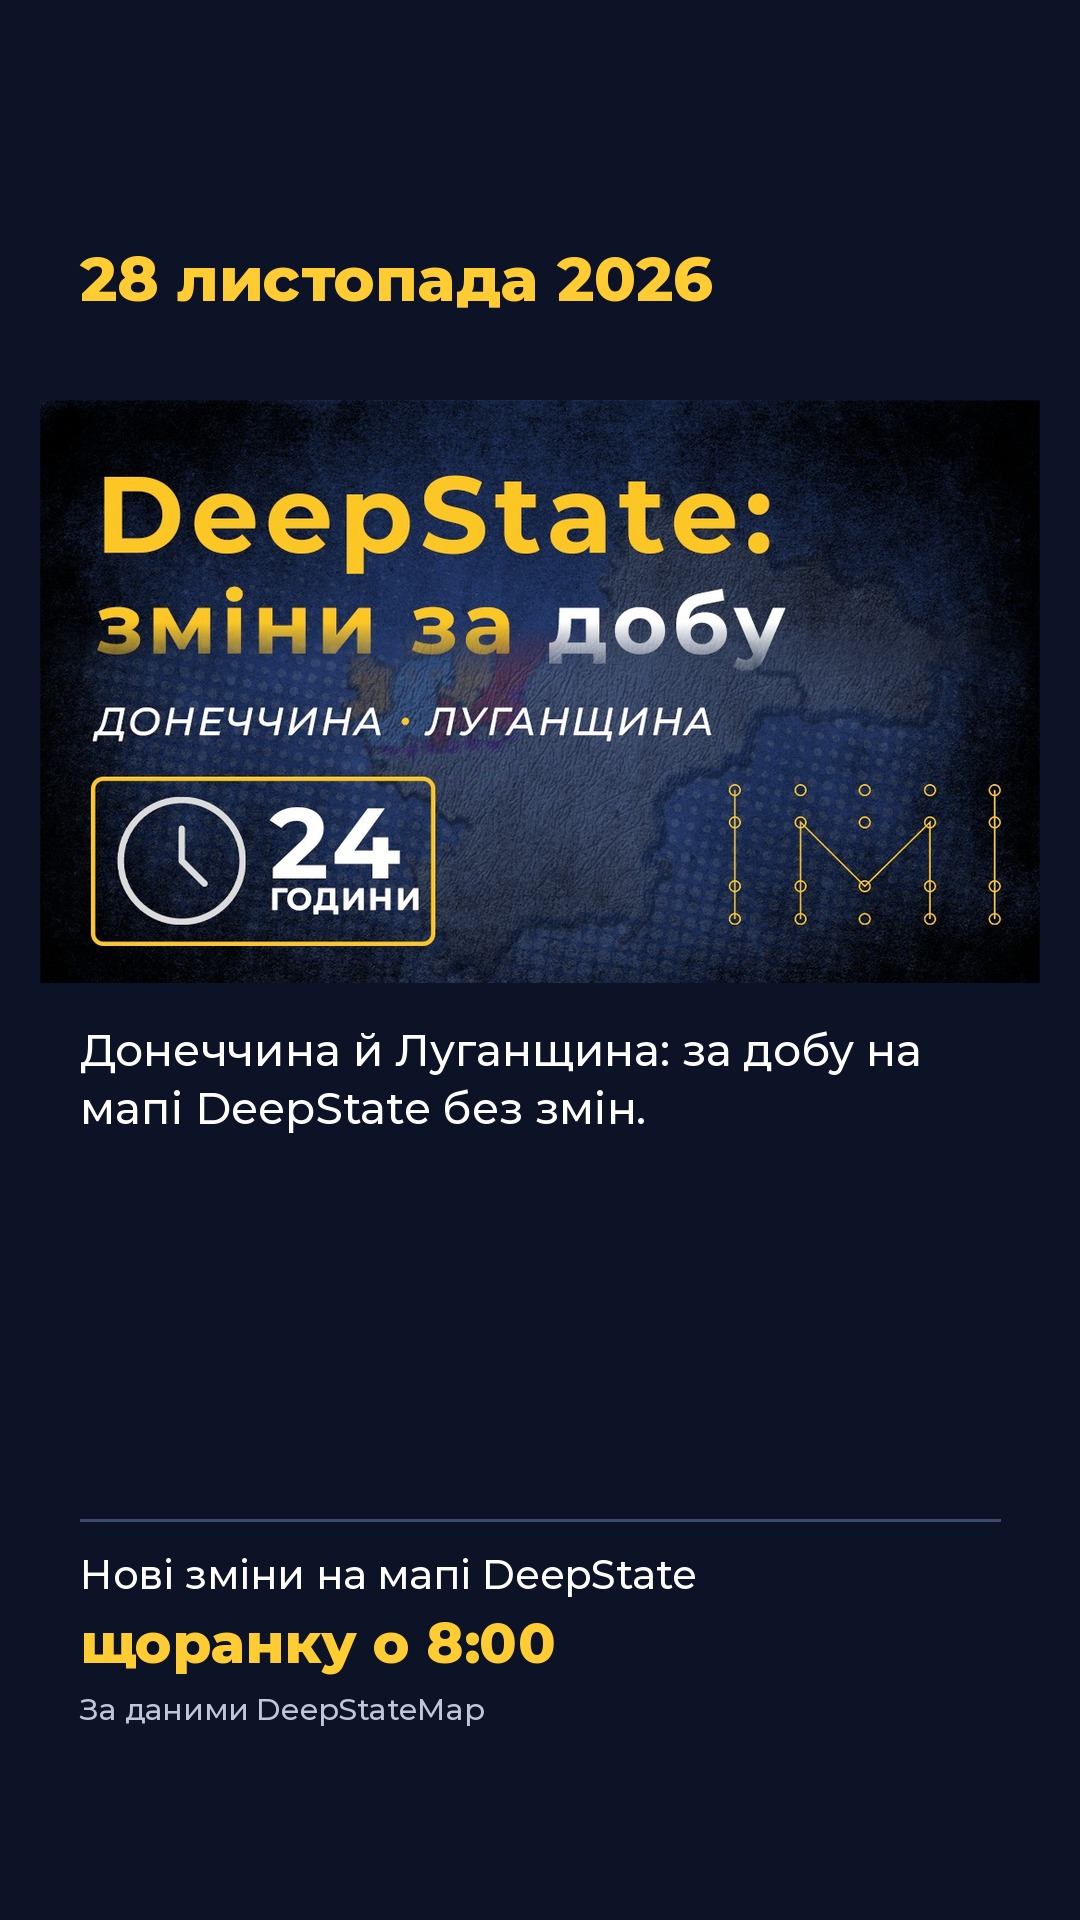 28 листопада 2026
DeepState:
зміни за добу
ДОНЕЧЧИНА • ЛУГАНЩИНА
24
години
ІМІ
Донеччина й Луганщина: за добу на
мапі DeepState без змін.
Нові зміни на мапі DeepState
щоранку о 8:00
За даними DeepStateMap